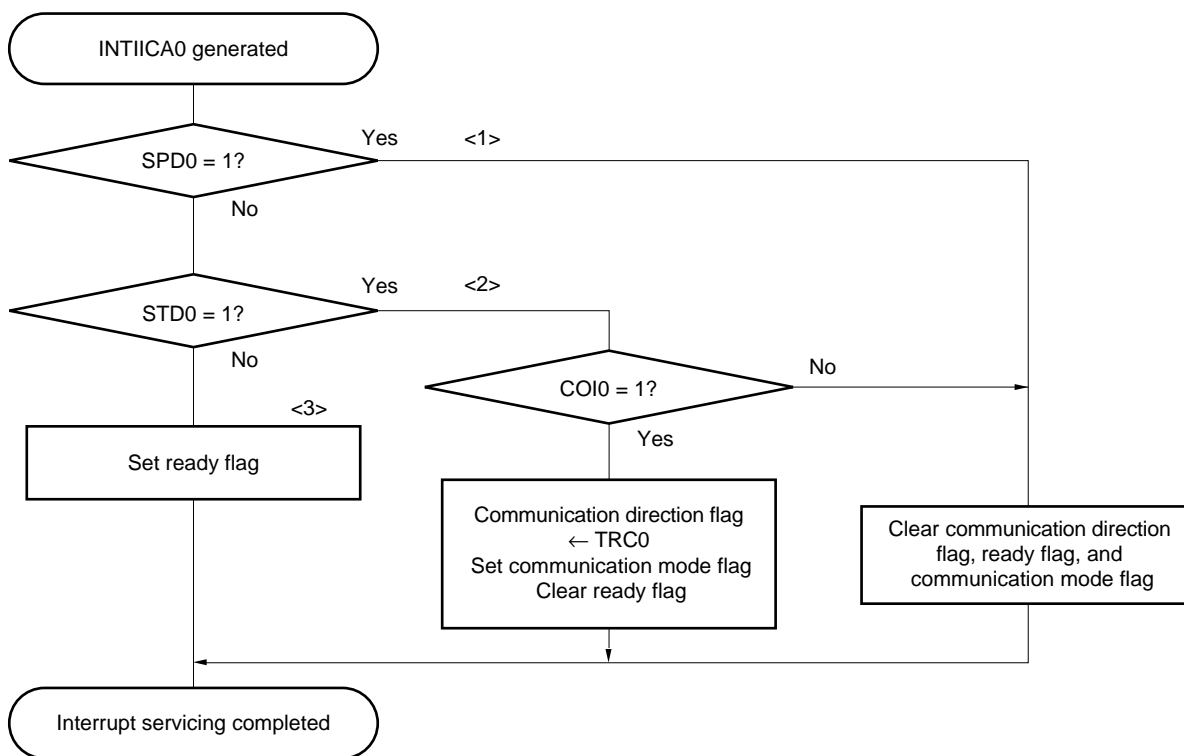 INTIICA0 generated
Yes
<1>
SPD0 = 1?
No
Yes
<2>
STD0 = 1?
No
COI0 = 1?
No
<3>
Yes
Set ready flag
Communication direction flag
← TRC0
Set communication mode flag
Clear ready flag
Clear communication direction
flag, ready flag, and
communication mode flag
Interrupt servicing completed